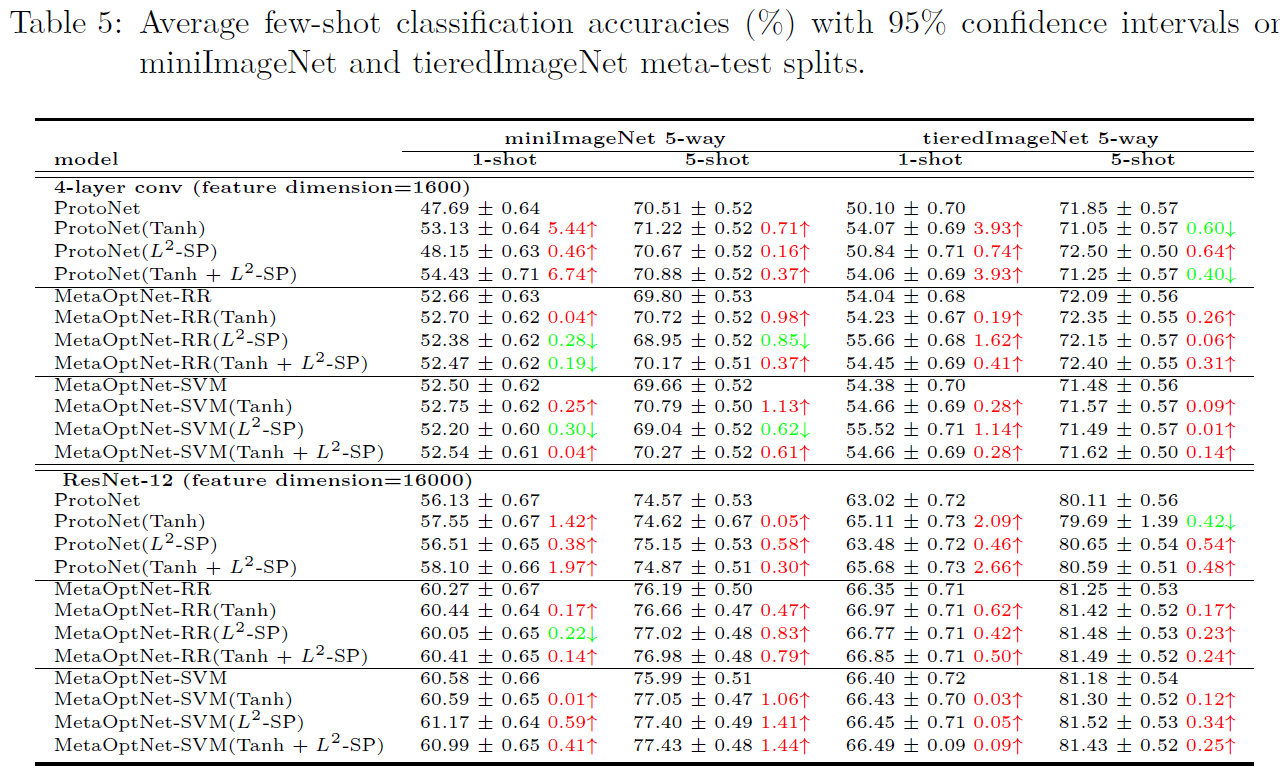 Table 5: Average few-shot classification accuracies (%) with 95% confidence intervals or
miniImageNet and tieredImageNet meta-test splits.
miniImageNet 5-way tieredImageNet 5-way
model 1-shot 5-shot 1-shot 5-shot
4-layer conv (feature dimension=1600)
ProtoNet 47.69 ± 0.64 70.51 ± 0.52 50.10 ± 0.70 71.85 ± 0.57
ProtoNet(Tanh) 53.13 ± 0.64 5.44↑ 71.22 ± 0.52 0.71↑ 54.07 ± 0.69 3.93↑ 71.05 ± 0.57 0.60↓
ProtoNet(L²-SP) 48.15 ± 0.63 0.46↑ 70.67 ± 0.52 0.16↑ 50.84 ± 0.71 0.74↑ 72.50 ± 0.50 0.64↑
ProtoNet(Tanh + L²-SP) 54.43 ± 0.71 6.74↑ 70.88 ± 0.52 0.37↑ 54.06 ± 0.69 3.93↑ 71.25 ± 0.57 0.40↓
MetaOptNet-RR 52.66 ± 0.63 69.80 ± 0.53 54.04 ± 0.68 72.09 ± 0.56
MetaOptNet-RR(Tanh) 52.70 ± 0.62 0.04↑ 70.72 ± 0.52 0.98↑ 54.23 ± 0.67 0.19↑ 72.35 ± 0.55 0.26↑
MetaOptNet-RR(L²-SP) 52.38 ± 0.62 0.28↓ 68.95 ± 0.52 0.85↓ 55.66 ± 0.68 1.62↑ 72.15 ± 0.57 0.06↑
MetaOptNet-RR(Tanh + L²-SP) 52.47 ± 0.62 0.19↓ 70.17 ± 0.51 0.37↑ 54.45 ± 0.69 0.41↑ 72.40 ± 0.55 0.31↑
MetaOptNet-SVM 52.50 ± 0.62 69.66 ± 0.52 54.38 ± 0.70 71.48 ± 0.56
MetaOptNet-SVM(Tanh) 52.75 ± 0.62 0.25↑ 70.79 ± 0.50 1.13↑ 54.66 ± 0.69 0.28↑ 71.57 ± 0.57 0.09↑
MetaOptNet-SVM(L²-SP) 52.20 ± 0.60 0.30↓ 69.04 ± 0.52 0.62↓ 55.52 ± 0.71 1.14↑ 71.49 ± 0.57 0.01↑
MetaOptNet-SVM(Tanh + L²-SP) 52.54 ± 0.61 0.04↑ 70.27 ± 0.52 0.61↑ 54.66 ± 0.69 0.28↑ 71.62 ± 0.50 0.14↑
ResNet-12 (feature dimension=16000)
ProtoNet 56.13 ± 0.67 74.57 ± 0.53 63.02 ± 0.72 80.11 ± 0.56
ProtoNet(Tanh) 57.55 ± 0.67 1.42↑ 74.62 ± 0.67 0.05↑ 65.11 ± 0.73 2.09↑ 79.69 ± 1.39 0.42↓
ProtoNet(L²-SP) 56.51 ± 0.65 0.38↑ 75.15 ± 0.53 0.58↑ 63.48 ± 0.72 0.46↑ 80.65 ± 0.54 0.54↑
ProtoNet(Tanh + L²-SP) 58.10 ± 0.66 1.97↑ 74.87 ± 0.51 0.30↑ 65.68 ± 0.73 2.66↑ 80.59 ± 0.51 0.48↑
MetaOptNet-RR 60.27 ± 0.67 76.19 ± 0.50 66.35 ± 0.71 81.25 ± 0.53
MetaOptNet-RR(Tanh) 60.44 ± 0.64 0.17↑ 76.66 ± 0.47 0.47↑ 66.97 ± 0.71 0.62↑ 81.42 ± 0.52 0.17↑
MetaOptNet-RR(L²-SP) 60.05 ± 0.65 0.22↓ 77.02 ± 0.48 0.83↑ 66.77 ± 0.71 0.42↑ 81.48 ± 0.53 0.23↑
MetaOptNet-RR(Tanh + L²-SP) 60.41 ± 0.65 0.14↑ 76.98 ± 0.48 0.79↑ 66.85 ± 0.71 0.50↑ 81.49 ± 0.52 0.24↑
MetaOptNet-SVM 60.58 ± 0.66 75.99 ± 0.51 66.40 ± 0.72 81.18 ± 0.54
MetaOptNet-SVM(Tanh) 60.59 ± 0.65 0.01↑ 77.05 ± 0.47 1.06↑ 66.43 ± 0.70 0.03↑ 81.30 ± 0.52 0.12↑
MetaOptNet-SVM(L²-SP) 61.17 ± 0.64 0.59↑ 77.40 ± 0.49 1.41↑ 66.45 ± 0.71 0.05↑ 81.52 ± 0.53 0.34↑
MetaOptNet-SVM(Tanh + L²-SP) 60.99 ± 0.65 0.41↑ 77.43 ± 0.48 1.44↑ 66.49 ± 0.09 0.09↑ 81.43 ± 0.52 0.25↑